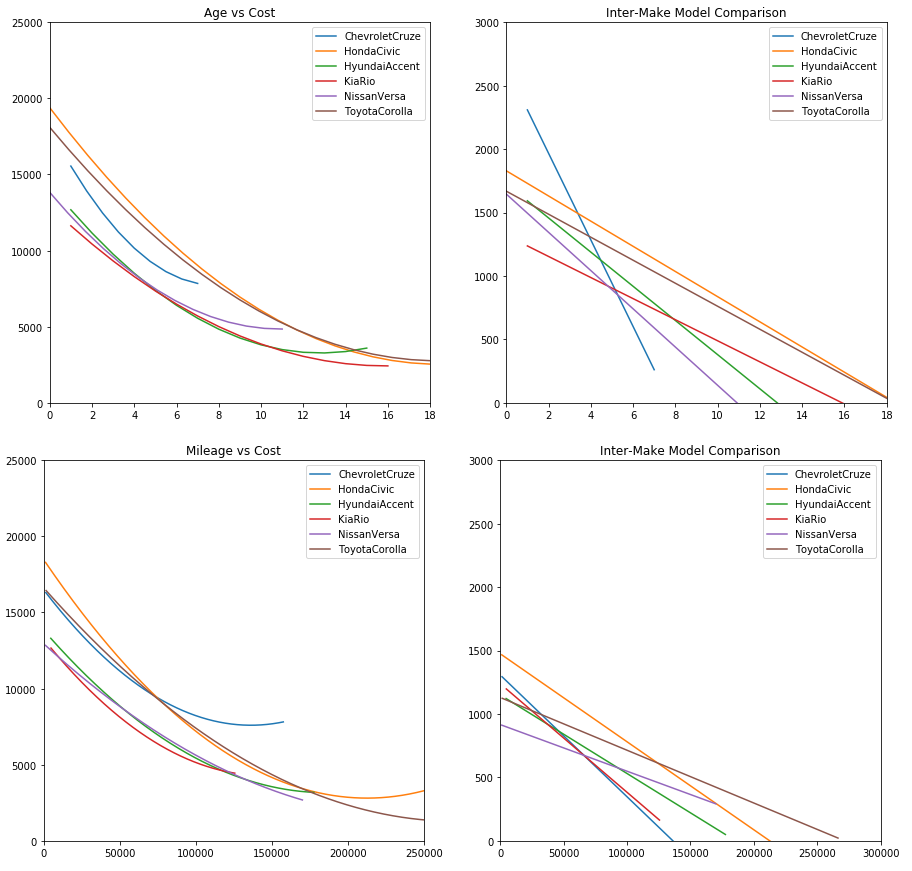 Age vs Cost
25000
20000
15000
10000
5000
0
0 2 4 6 8 10 12 14 16 18
ChevroletCruze
HondaCivic
HyundaiAccent
KiaRio
NissanVersa
ToyotaCorolla
Inter-Make Model Comparison
3000
2500
2000
1500
1000
500
0
0 2 4 6 8 10 12 14 16 18
ChevroletCruze
HondaCivic
HyundaiAccent
KiaRio
NissanVersa
ToyotaCorolla
Mileage vs Cost
25000
20000
15000
10000
5000
0
0 50000 100000 150000 200000 250000
ChevroletCruze
HondaCivic
HyundaiAccent
KiaRio
NissanVersa
ToyotaCorolla
Inter-Make Model Comparison
3000
2500
2000
1500
1000
500
0
0 50000 100000 150000 200000 250000 300000
ChevroletCruze
HondaCivic
HyundaiAccent
KiaRio
NissanVersa
ToyotaCorolla